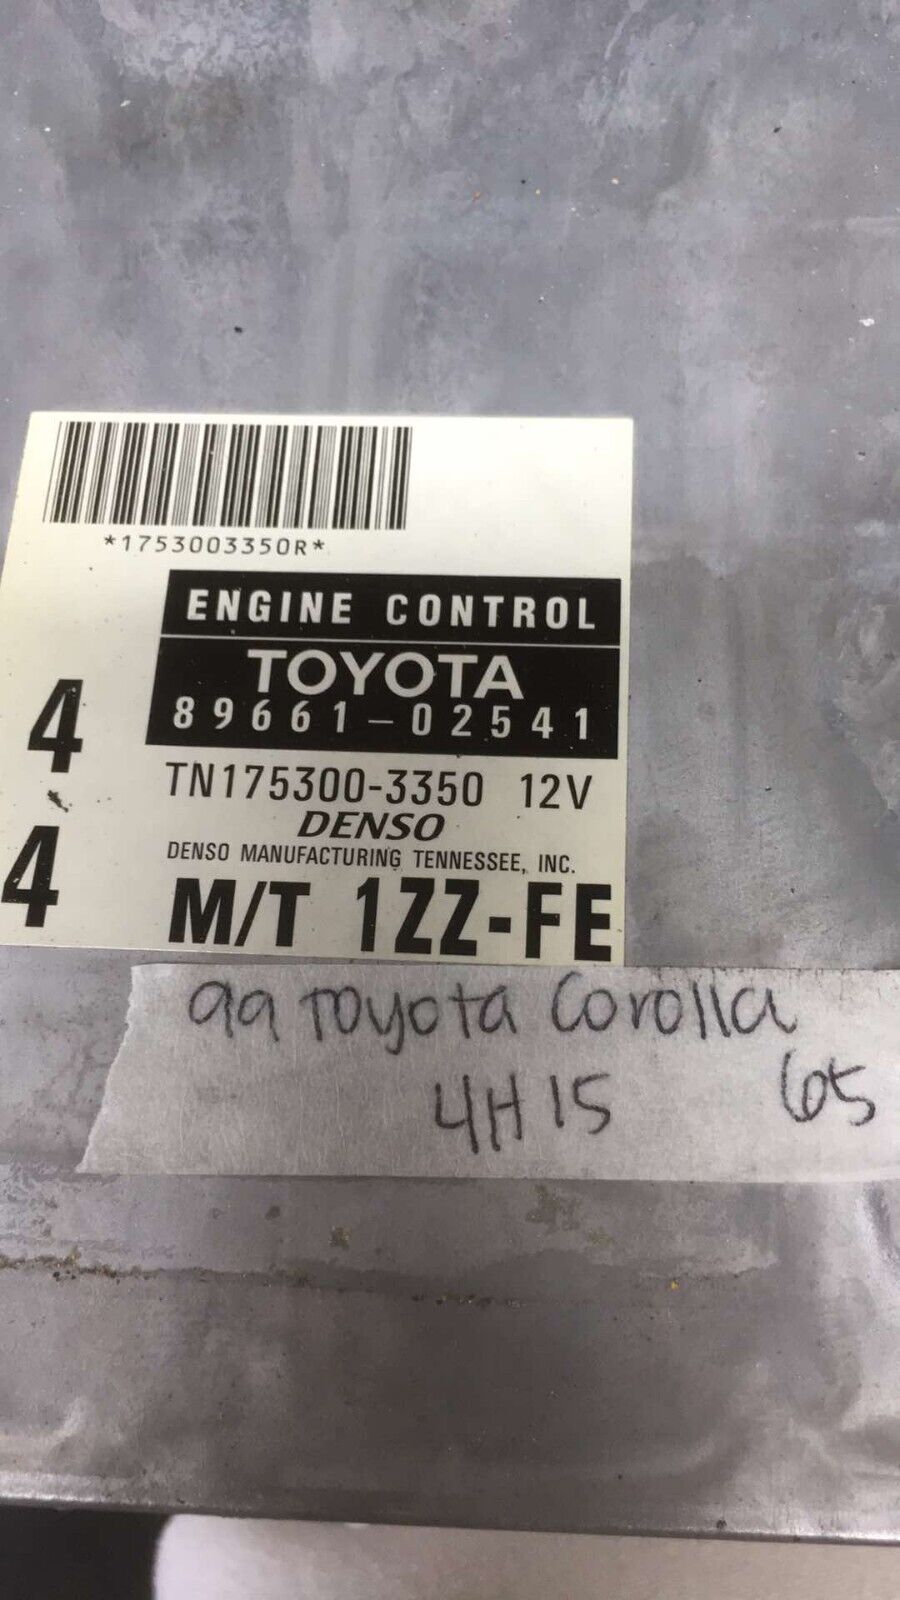 *1753003350R*
ENGINE CONTROL
TOYOTA
89661-02541
4
TN175300-3350 12V
DENSO
DENSO MANUFACTURING TENNESSEE, INC.
4
M/T 1ZZ-FE
99 Toyota Corolla
4H15 65